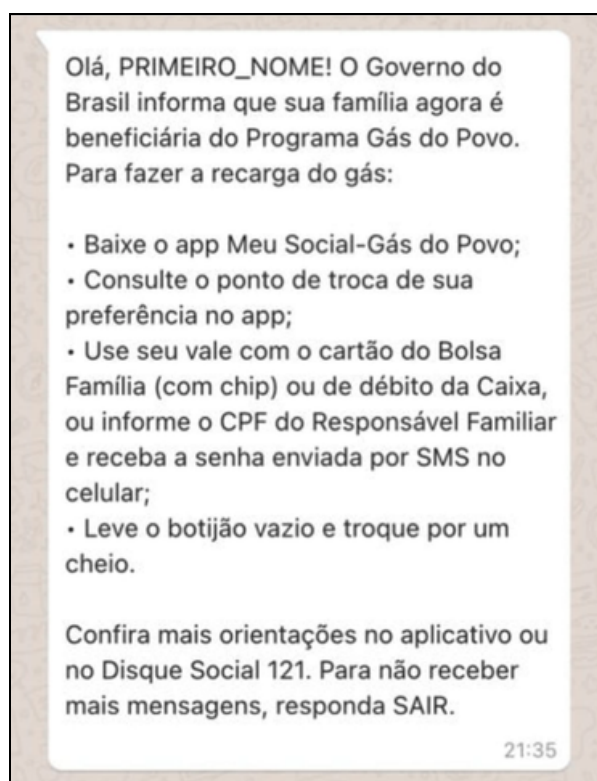 Olá, PRIMEIRO_NOME! O Governo do
Brasil informa que sua família agora é
beneficiária do Programa Gás do Povo.
Para fazer a recarga do gás:
• Baixe o app Meu Social-Gás do Povo;
• Consulte o ponto de troca de sua
preferência no app;
• Use seu vale com o cartão do Bolsa
Família (com chip) ou de débito da Caixa,
ou informe o CPF do Responsável Familiar
e receba a senha enviada por SMS no
celular;
• Leve o botijão vazio e troque por um
cheio.
Confira mais orientações no aplicativo ou
no Disque Social 121. Para não receber
mais mensagens, responda SAIR.
21:35